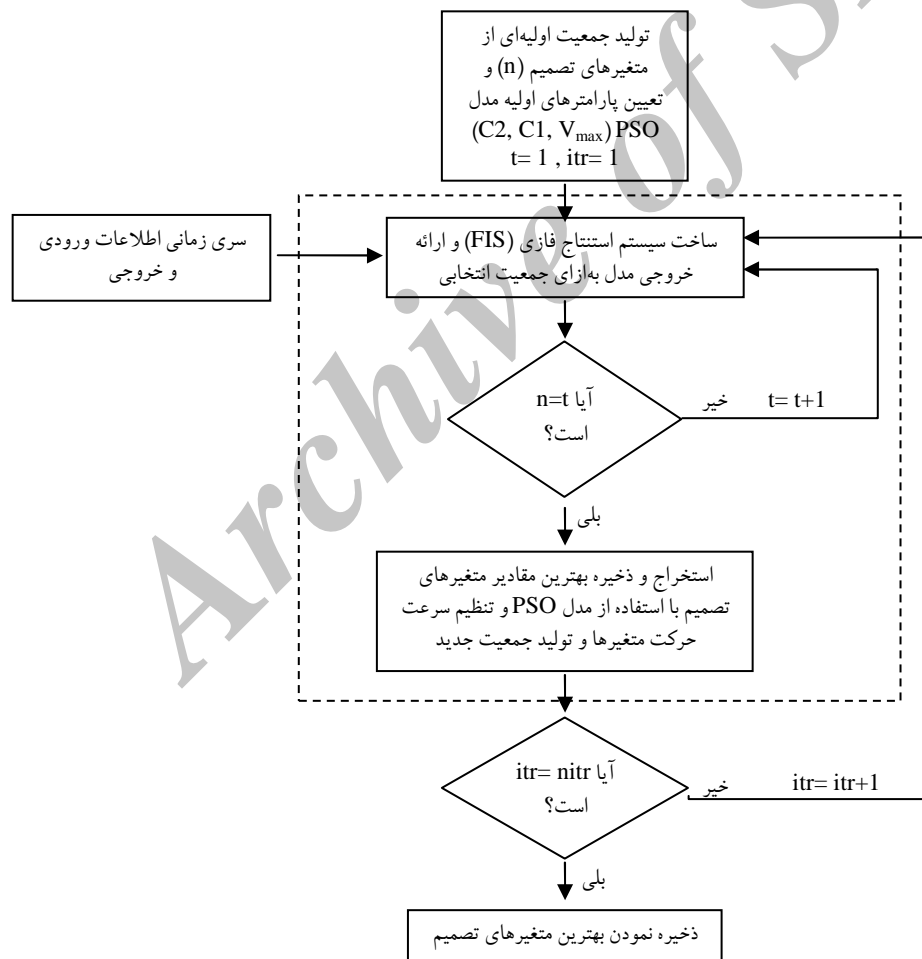 تولید جمعیت اولیه‌ای از
متغیرهای تصمیم (n) و
تعیین پارامترهای اولیه مدل
PSO (C2, C1, Vmax)
t= 1 , itr= 1
سری زمانی اطلاعات ورودی
و خروجی
ساخت سیستم استنتاج فازی (FIS) و ارائه
خروجی مدل به‌ازای جمعیت انتخابی
آیا n=t
است؟
خیر
t= t+1
بلی
استخراج و ذخیره بهترین مقادیر متغیرهای
تصمیم با استفاده از مدل PSO و تنظیم سرعت
حرکت متغیرها و تولید جمعیت جدید
آیا itr= nitr
است؟
خیر
itr= itr+1
بلی
ذخیره نمودن بهترین متغیرهای تصمیم
Archive of S